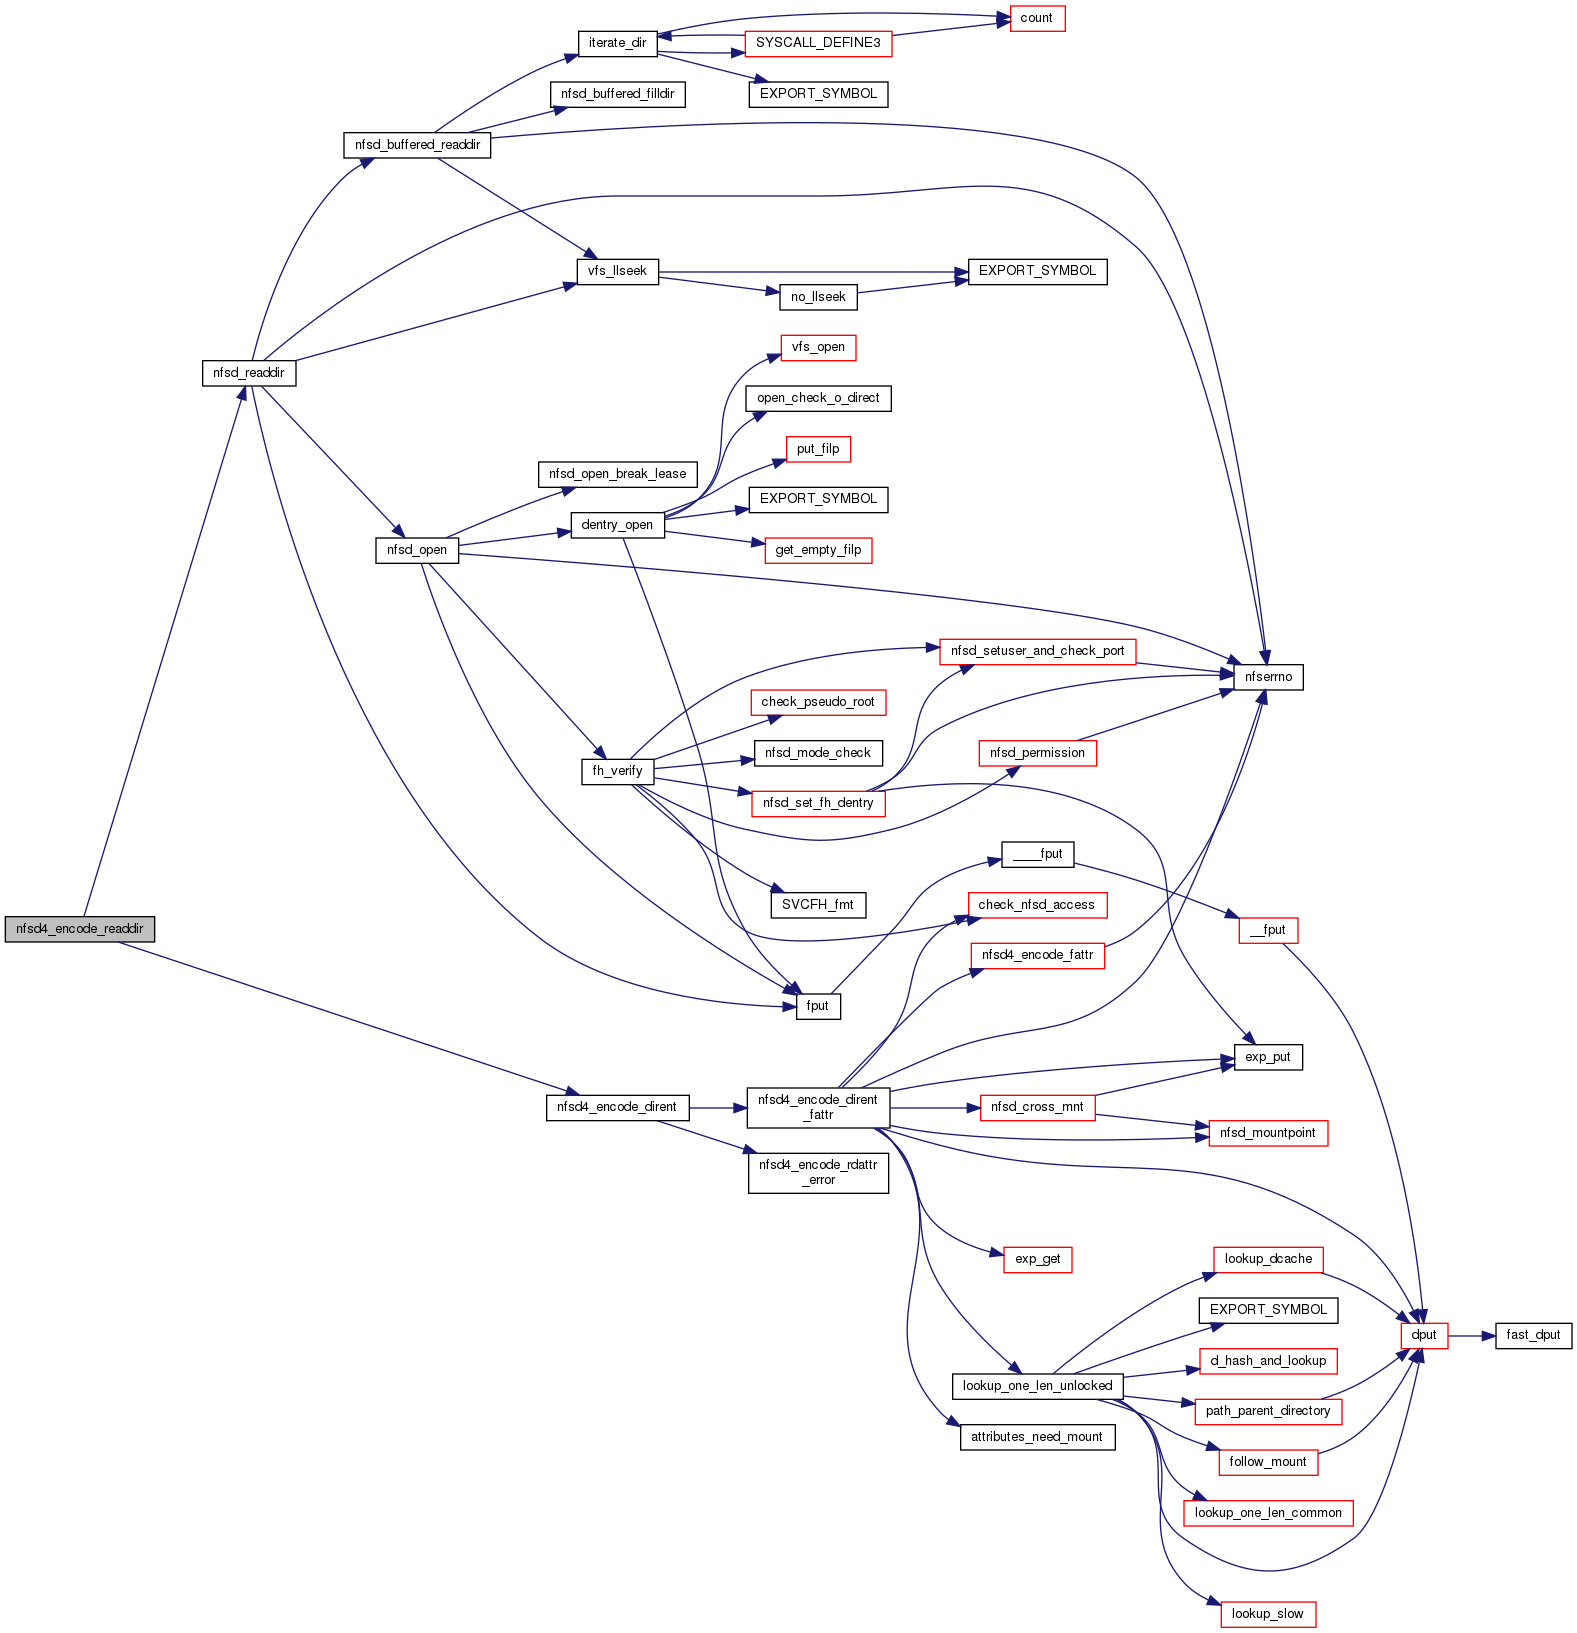 count
iterate_dir
SYSCALL_DEFINE3
nfsd_buffered_filldir
EXPORT_SYMBOL
nfsd_buffered_readdir
vfs_llseek
EXPORT_SYMBOL
no_llseek
vfs_open
nfsd_readdir
open_check_o_direct
put_filp
nfsd_open_break_lease
EXPORT_SYMBOL
dentry_open
nfsd_open
get_empty_filp
nfsd_setuser_and_check_port
nfserrno
check_pseudo_root
nfsd_mode_check
nfsd_permission
fh_verify
nfsd_set_fh_dentry
____fput
SVCFH_fmt
check_nfsd_access
nfsd4_encode_readdir
__fput
nfsd4_encode_fattr
fput
exp_put
nfsd4_encode_dirent
nfsd4_encode_dirent
_fattr
nfsd_cross_mnt
nfsd_mountpoint
nfsd4_encode_rdattr
_error
exp_get
lookup_dcache
EXPORT_SYMBOL
dput
fast_dput
d_hash_and_lookup
lookup_one_len_unlocked
path_parent_directory
attributes_need_mount
follow_mount
lookup_one_len_common
lookup_slow